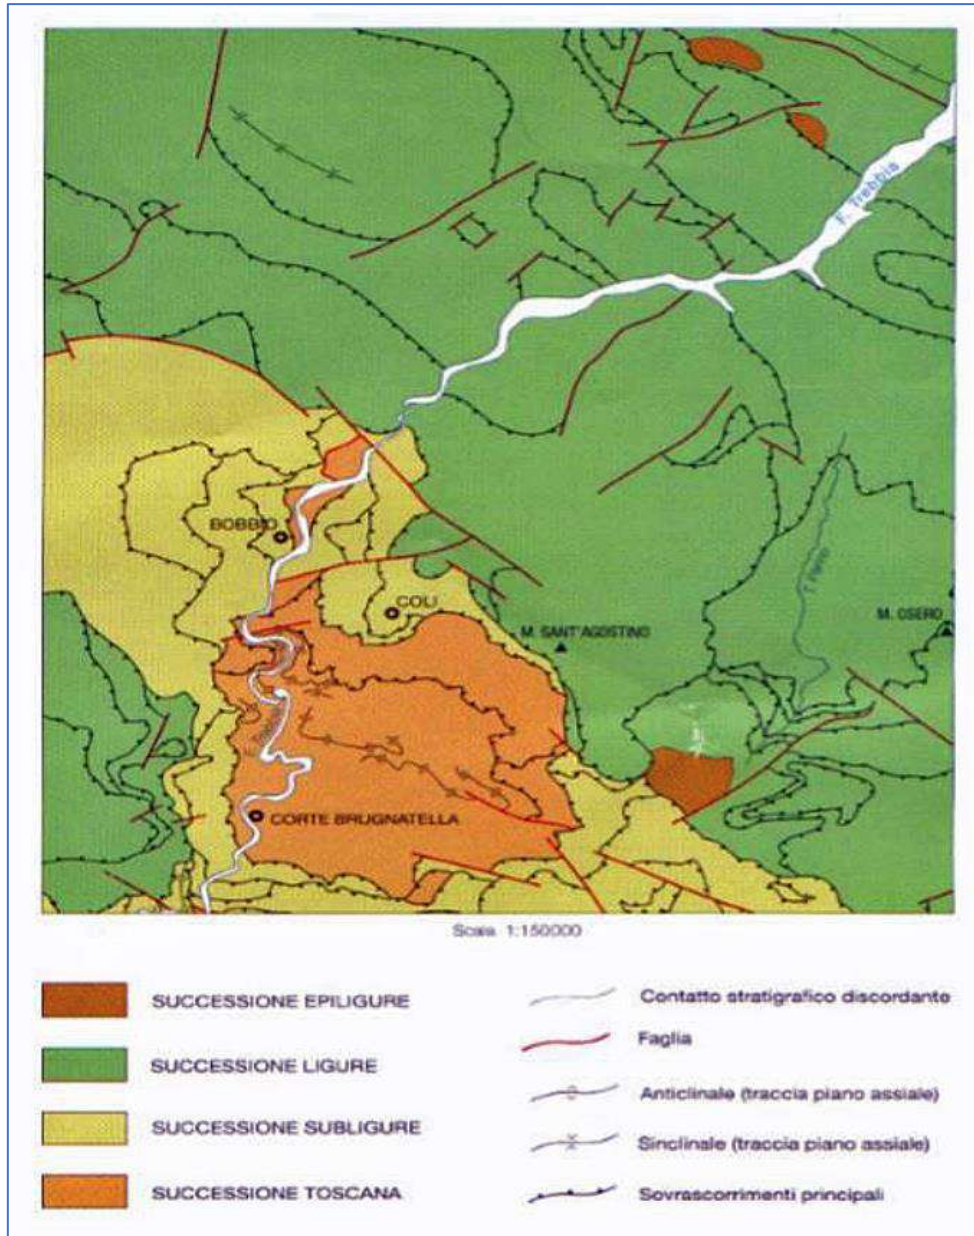 F. Trebbia
BOBBIO
COLI
M. SANT'AGOSTINO
M. OSERO
CORTE BRUGNATELLA
Scala 1:150000
SUCCESSIONE EPILIGURE
SUCCESSIONE LIGURE
SUCCESSIONE SUBLIGURE
SUCCESSIONE TOSCANA
Contatto stratigrafico discordante
Faglia
Anticlinale (traccia piano assiale)
Sinclinale (traccia piano assiale)
Sovrascorrimenti principali